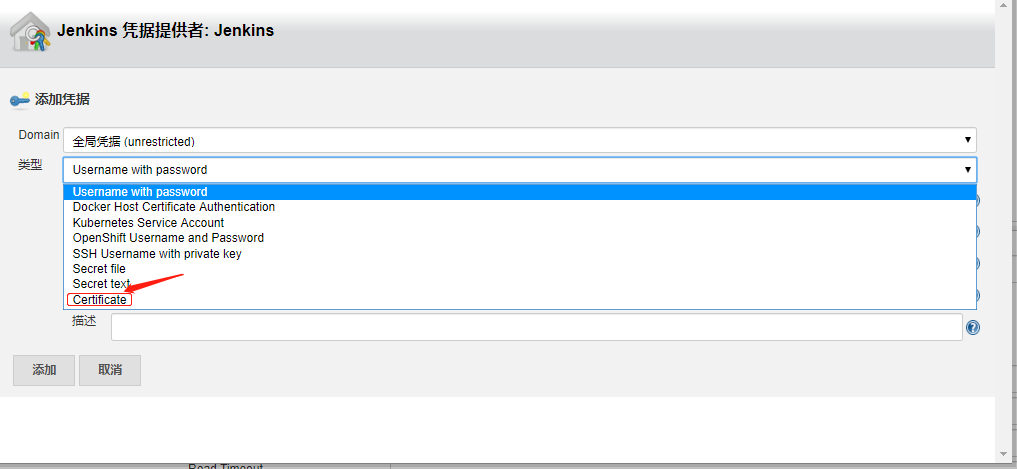 Jenkins 凭据提供者: Jenkins
添加凭据
Domain 全局凭据 (unrestricted)
类型 Username with password
Username with password
Docker Host Certificate Authentication
Kubernetes Service Account
OpenShift Username and Password
SSH Username with private key
Secret file
Secret text
Certificate
描述
添加 取消
Read Timeout